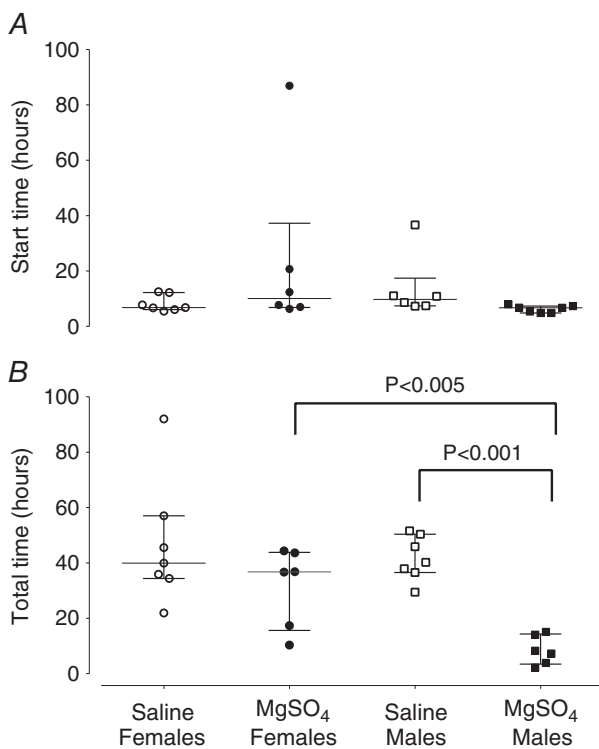 A
100
80
60
40
20
0
Start time (hours)
B
100
80
60
40
20
0
Total time (hours)
P<0.005
P<0.001
Saline
Females
MgSO₄
Females
Saline
Males
MgSO₄
Males